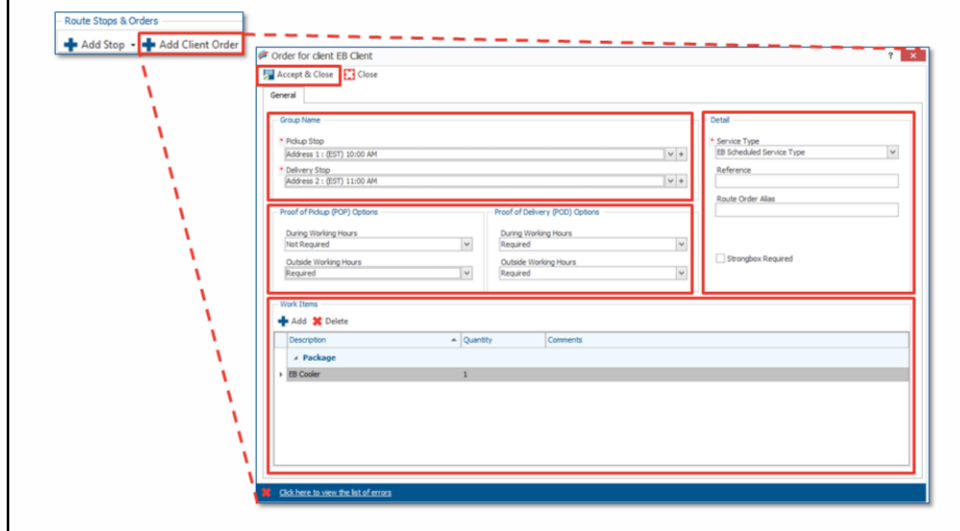 Route Stops & Orders
Add Stop
Add Client Order
Order for client EB Client
?
Accept & Close
Close
General
Group Name
* Pickup Stop
Address 1 : (EST) 10:00 AM
* Delivery Stop
Address 2 : (EST) 11:00 AM
Detail
* Service Type
EB Scheduled Service Type
Reference
Route Order Alias
Strongbox Required
Proof of Pickup (POP) Options
During Working Hours
Not Required
Outside Working Hours
Required
Proof of Delivery (POD) Options
During Working Hours
Required
Outside Working Hours
Required
Work Items
Add Delete
Description Quantity Comments
Package
EB Cooler 1
Click here to view the list of errors